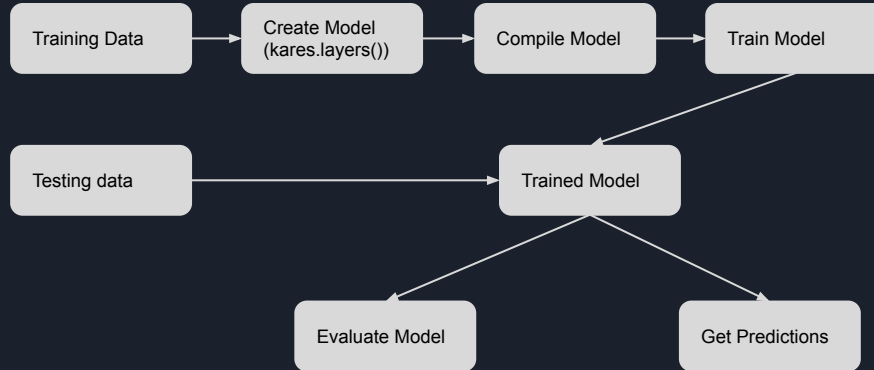 Training Data
Create Model
(kares.layers())
Compile Model
Train Model
Testing data
Trained Model
Evaluate Model
Get Predictions